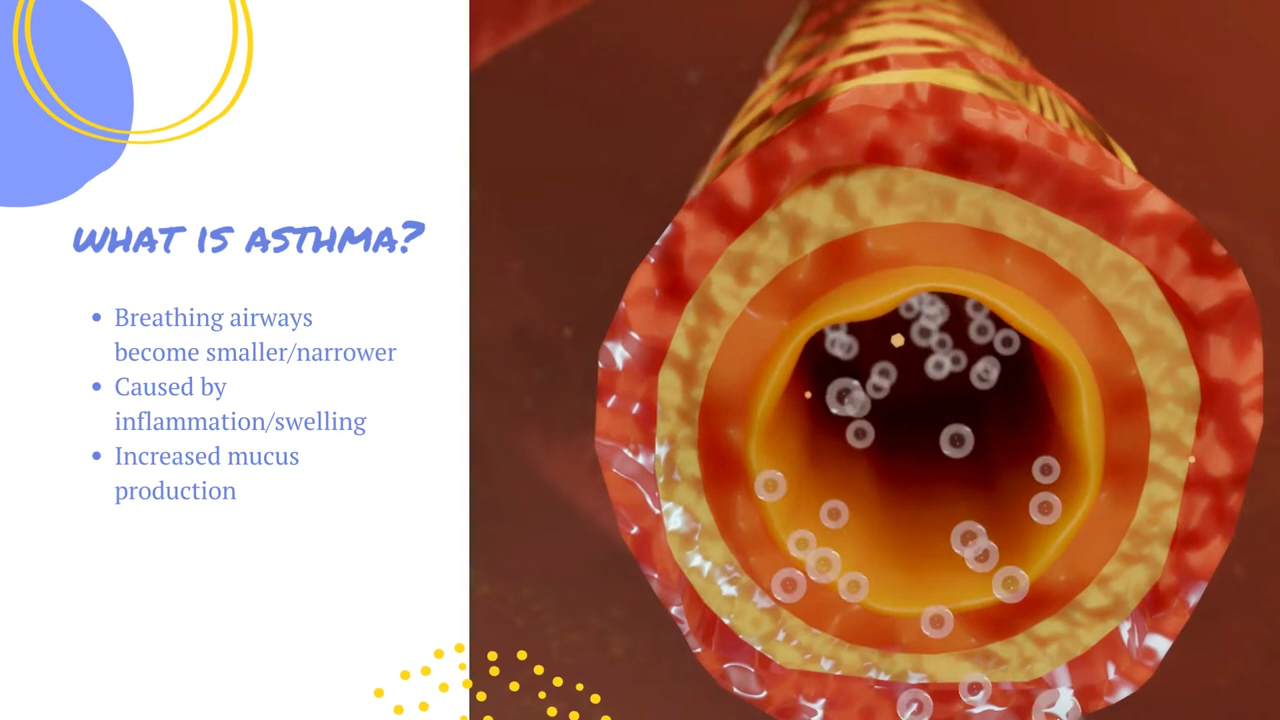 WHAT IS ASTHMA?
• Breathing airways
become smaller/narrower
• Caused by
inflammation/swelling
• Increased mucus
production